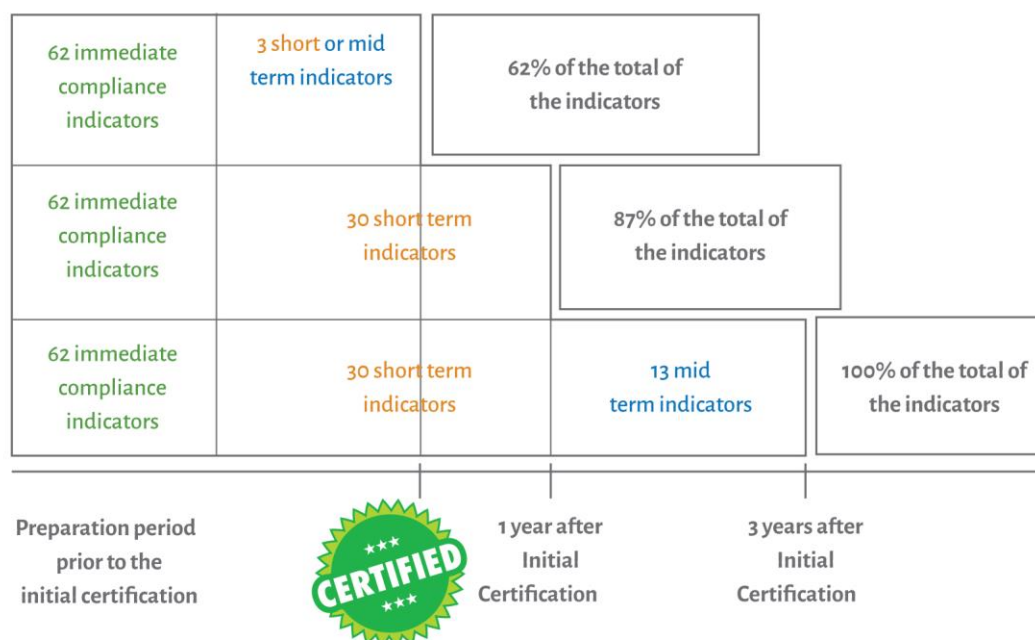 62 immediate
compliance
indicators
3 short or mid
term indicators
62% of the total of
the indicators
62 immediate
compliance
indicators
30 short term
indicators
87% of the total of
the indicators
62 immediate
compliance
indicators
30 short term
indicators
13 mid
term indicators
100% of the total of
the indicators
Preparation period
prior to the
initial certification
CERTIFIED
1 year after
Initial
Certification
3 years after
Initial
Certification